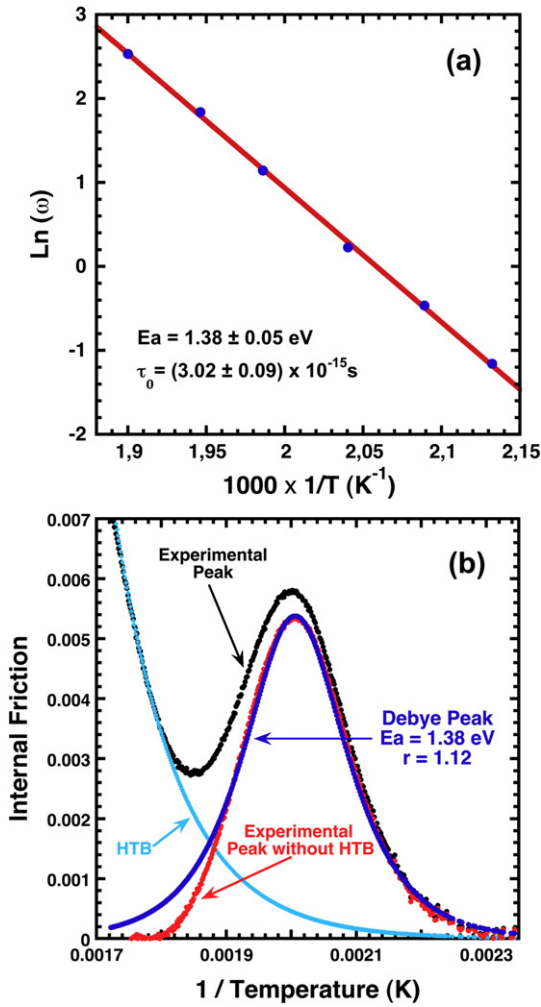 (a)
3
2
1
0
-1
-2
Ln (ω)
Ea = 1.38 ± 0.05 eV
τ0 = (3.02 ± 0.09) x 10-15s
1,9 1,95 2 2,05 2,1 2,15
1000 x 1/T (K-1)
(b)
0.007
0.006
0.005
0.004
0.003
0.002
0.001
0
Internal Friction
Experimental
Peak
Debye Peak
Ea = 1.38 eV
r = 1.12
HTB
Experimental
Peak without HTB
0.0017 0.0019 0.0021 0.0023
1 / Temperature (K)